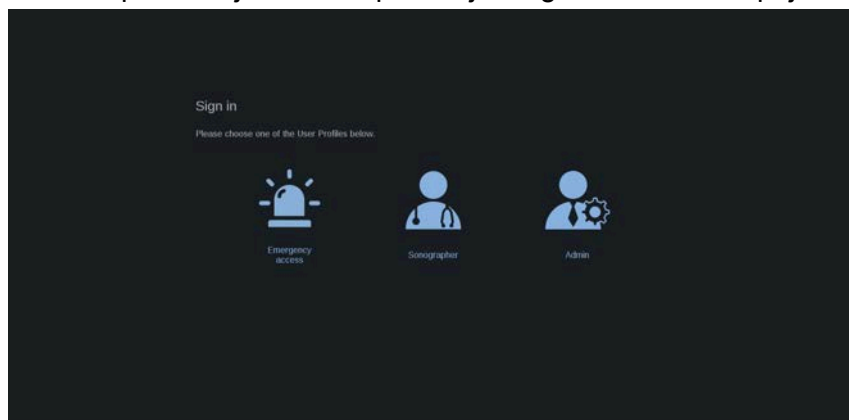 Sign in
Please choose one of the User Profiles below.
Emergency
access
Sonographer
Admin